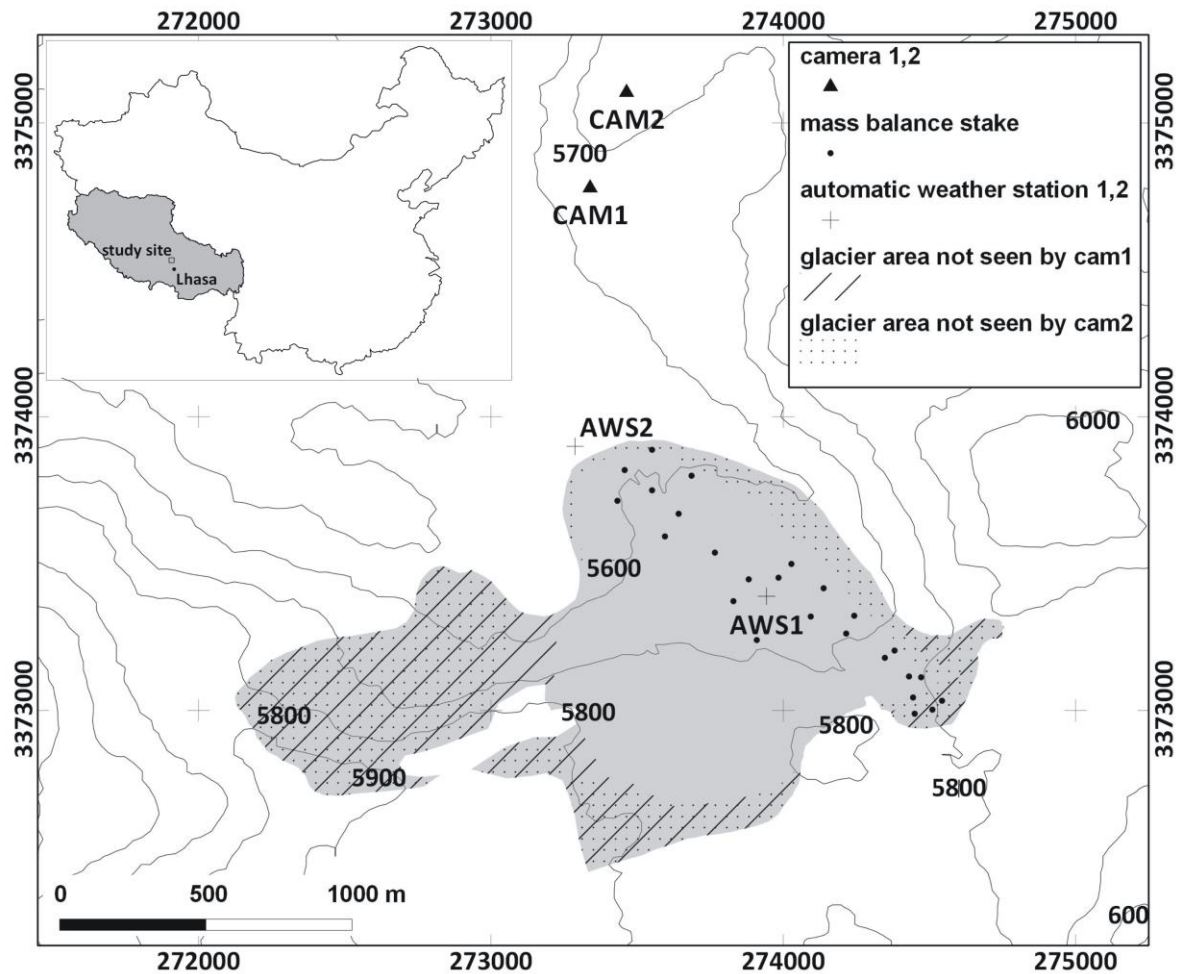 272000 273000 274000 275000
3375000
3374000
3373000
study site
Lhasa
camera 1,2
mass balance stake
automatic weather station 1,2
glacier area not seen by cam1
glacier area not seen by cam2
CAM2
5700
CAM1
3375000
3374000
3373000
6000
AWS2
5600
AWS1
5800
5800
5800
5900
5800
600
0 500 1000 m
272000 273000 274000 275000